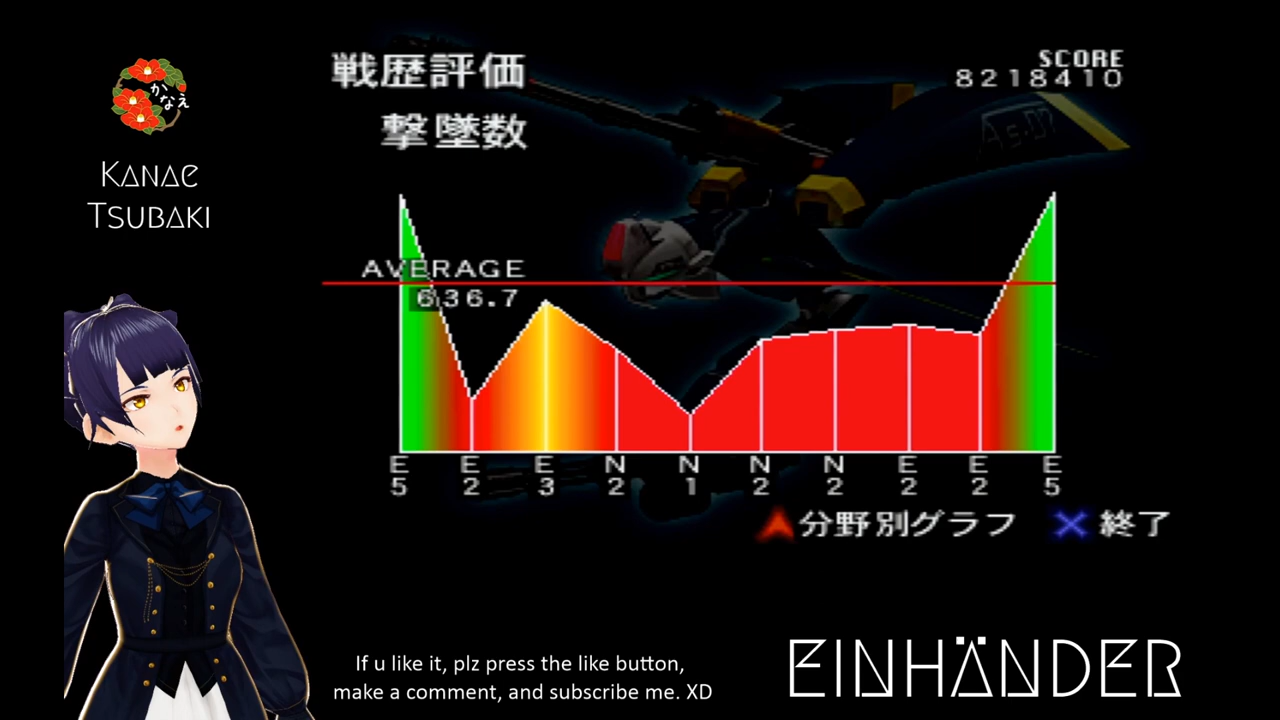 戦歴評価
撃墜数
SCORE
8218410
As-D7
かなえ
KANAE
TSUBAKI
AVERAGE
636.7
E E E N N N N E E E
5 2 3 2 1 2 2 2 2 5
分野別グラフ 終了
If u like it, plz press the like button,
make a comment, and subscribe me. XD
EINHÄNDER